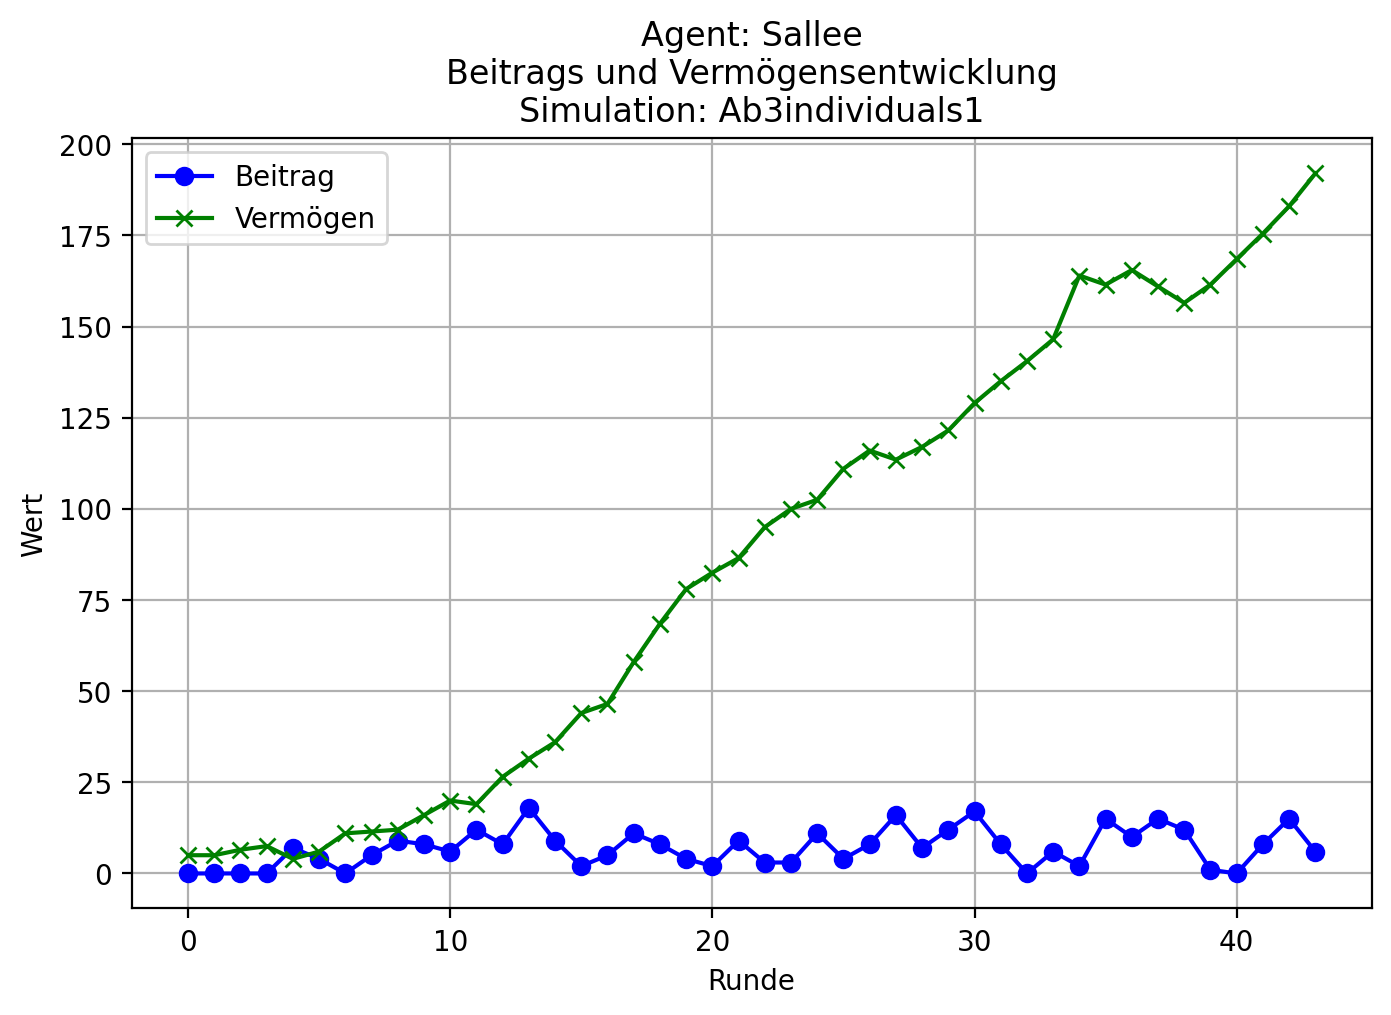 Agent: Sallee
Beitrags und Vermögensentwicklung
Simulation: Ab3individuals1
200
175
150
125
100
75
50
25
0
Wert
Beitrag
Vermögen
0
10
20
30
40
Runde